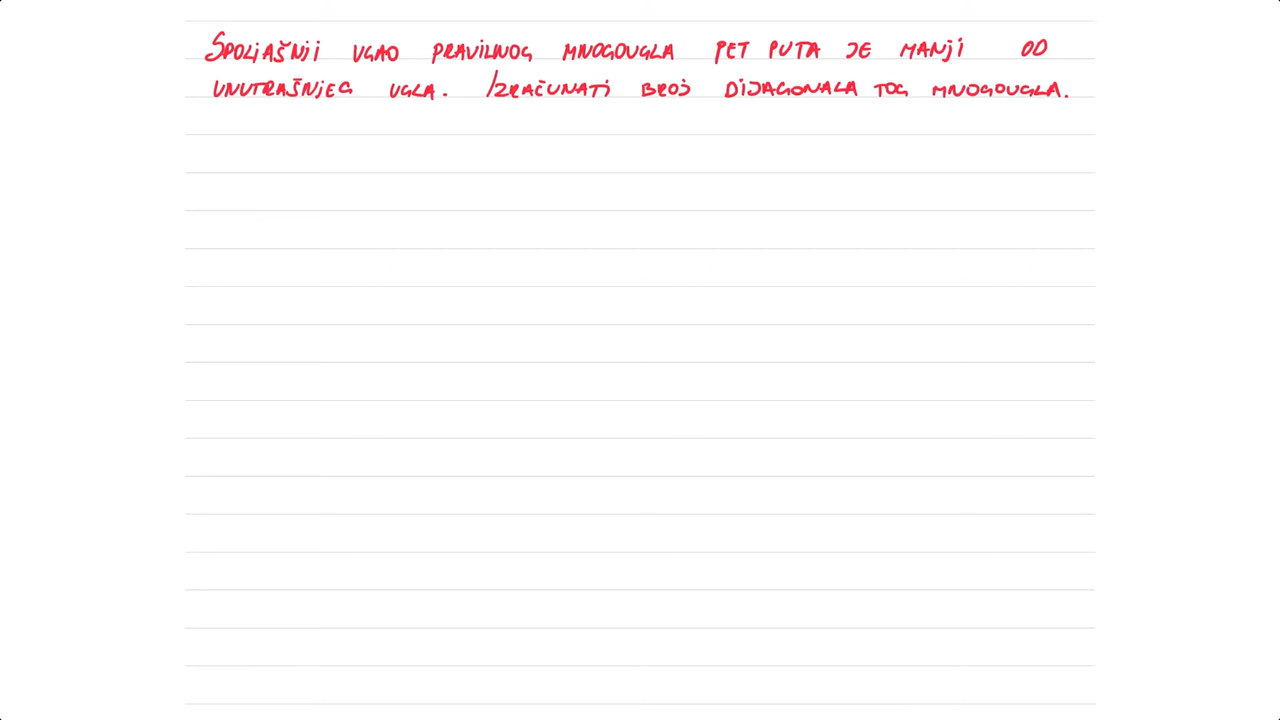 SPOLJAŠNJI UGAO PRAVILNOG MNOGOUGLA PET PUTA JE MANJI OD
UNUTRAŠNJEG UGLA. IZRAČUNATI BROJ DIJAGONALA TOG MNOGOUGLA.